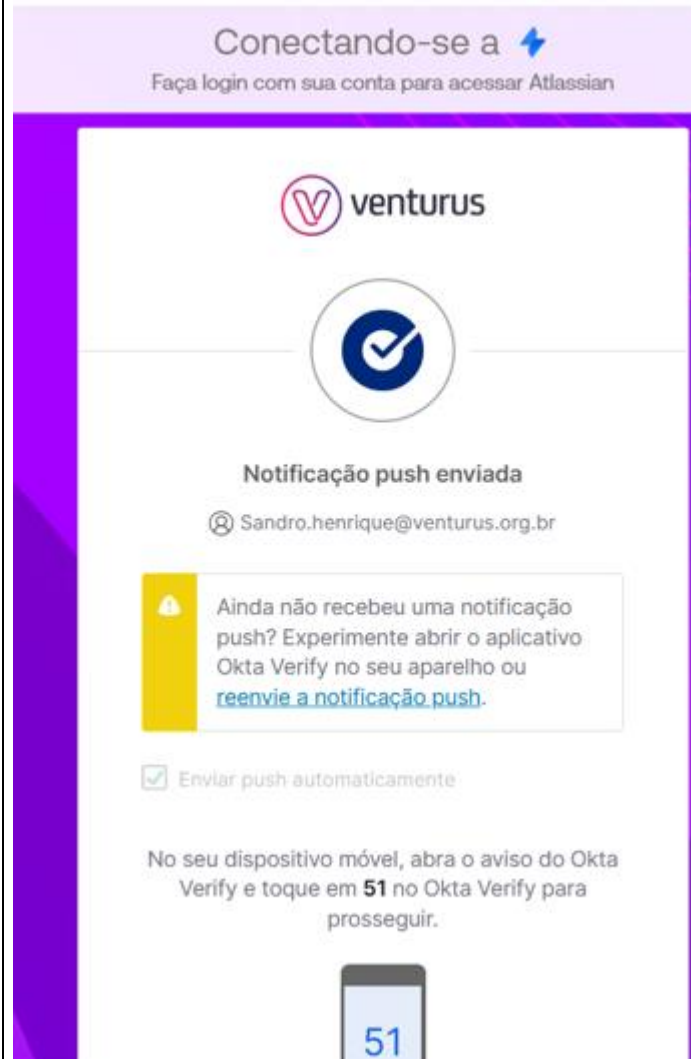 Conectando-se a
Faça login com sua conta para acessar Atlassian
venturus
Notificação push enviada
Sandro.henrique@venturus.org.br
Ainda não recebeu uma notificação
push? Experimente abrir o aplicativo
Okta Verify no seu aparelho ou
reenvie a notificação push.
Enviar push automaticamente
No seu dispositivo móvel, abra o aviso do Okta
Verify e toque em 51 no Okta Verify para
prosseguir.
51